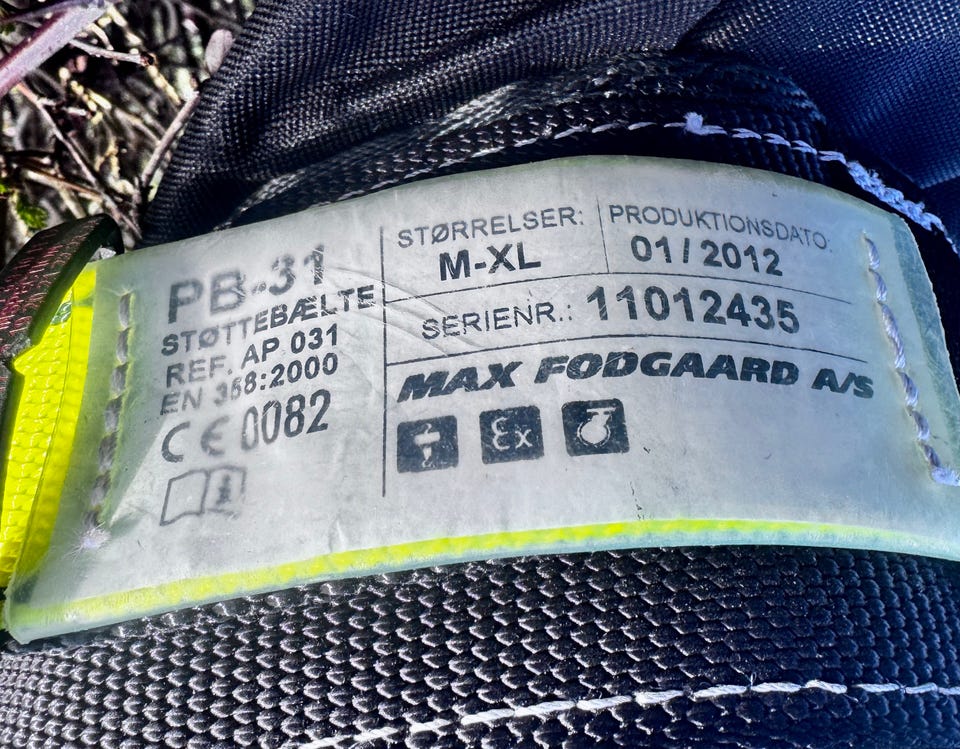 PB-31
STØTTEBÆLTE
REF. AP 031
EN 358:2000
CE 0082
STØRRELSER:
M-XL
PRODUKTIONSDATO:
01/2012
SERIENR.: 11012435
MAX FODGAARD A/S
Ex